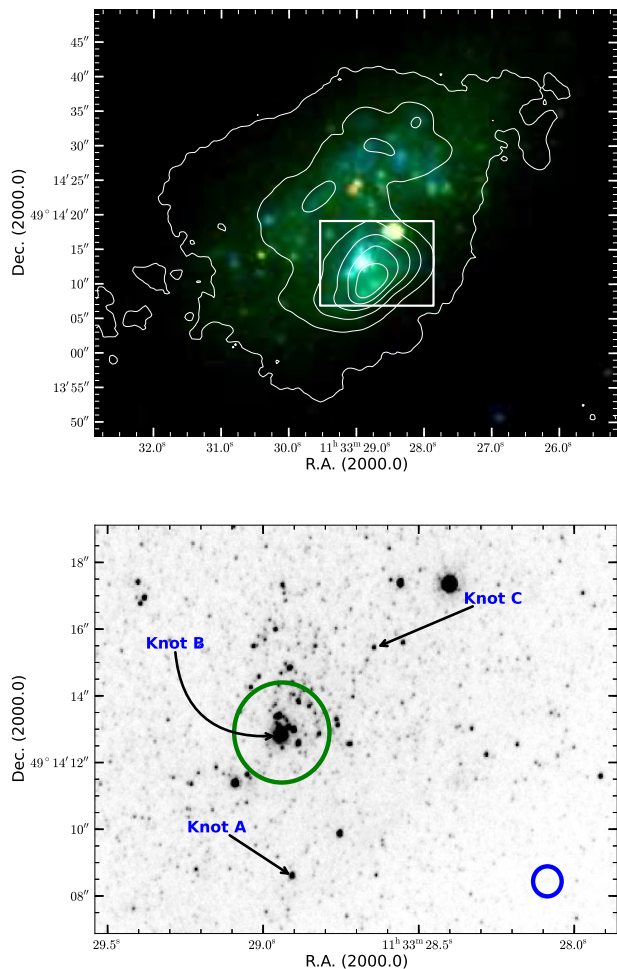 45″
40″
35″
30″
14′ 25″
49° 14′ 20″
15″
10″
05″
00″
13′ 55″
50″
Dec. (2000.0)
32.0ˢ 31.0ˢ 30.0ˢ 11ʰ 33ᵐ 29.0ˢ 28.0ˢ 27.0ˢ 26.0ˢ
R.A. (2000.0)
18″
16″
14″
49° 14′ 12″
10″
08″
Dec. (2000.0)
Knot C
Knot B
Knot A
29.5ˢ 29.0ˢ 11ʰ 33ᵐ 28.5ˢ 28.0ˢ
R.A. (2000.0)